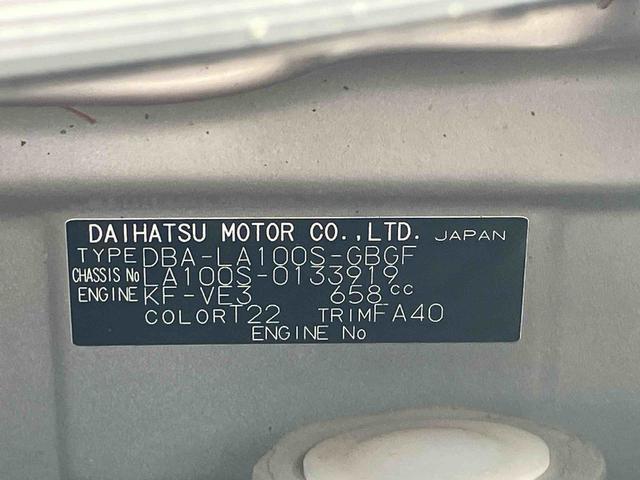 DAIHATSU MOTOR CO.,LTD. JAPAN
TYPE DBA-LA100S-GBGF
CHASSIS No LA100S-0133919
ENGINE KF-VE3 658cc
COLOR T22 TRIM FA40
ENGINE No